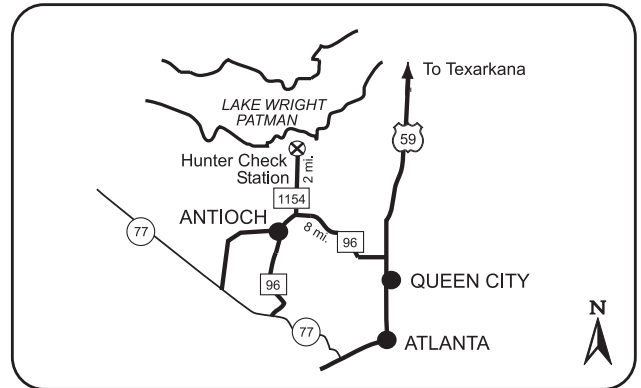 To Texarkana
LAKE WRIGHT
PATMAN
59
Hunter Check
Station
2 mi.
1154
ANTIOCH
8 mi.
96
77
96
QUEEN CITY
77
ATLANTA
N